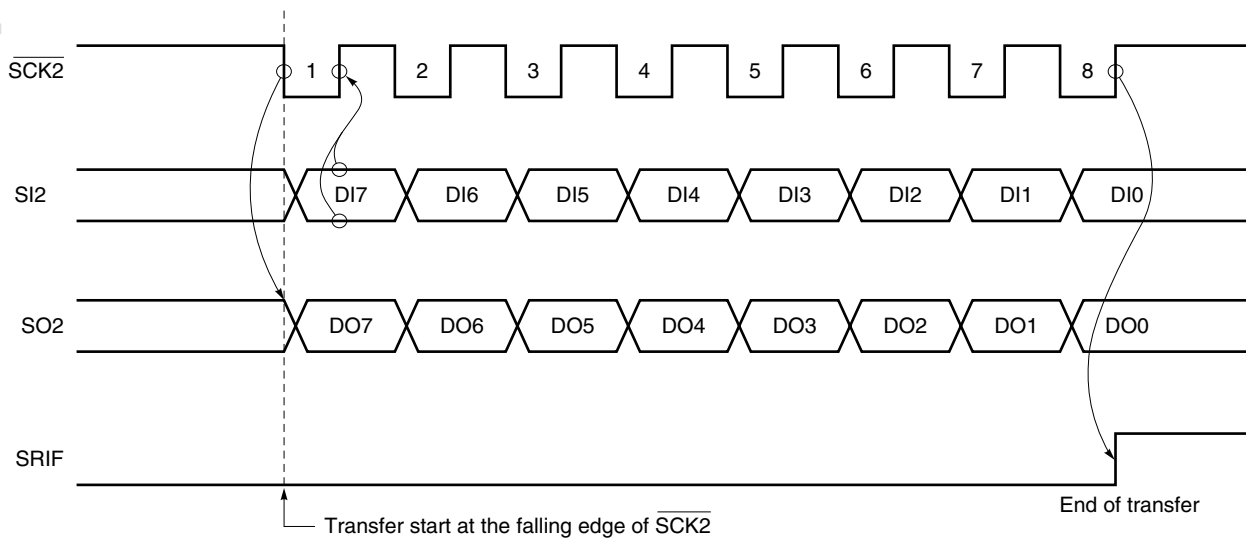 SCK2 1 2 3 4 5 6 7 8
SI2 DI7 DI6 DI5 DI4 DI3 DI2 DI1 DI0
SO2 DO7 DO6 DO5 DO4 DO3 DO2 DO1 DO0
SRIF
End of transfer
Transfer start at the falling edge of SCK2